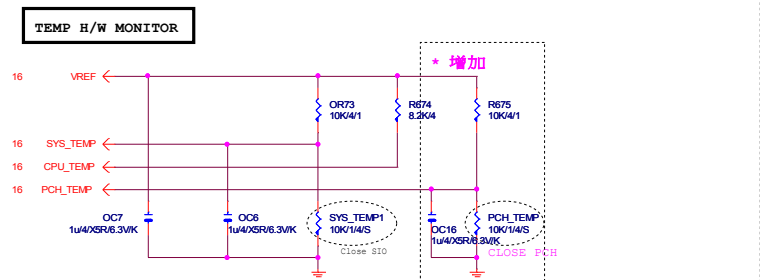 TEMP H/W MONITOR
* 增加
16 VREF
OR73
10K/4/1
R674
8.2K/4
R675
10K/4/1
16 SYS_TEMP
16 CPU_TEMP
16 PCH_TEMP
OC7
1u/4/X5R/6.3V/K
OC6
1u/4/X5R/6.3V/K
SYS_TEMP1
10K/1/4/S
Close SIO
OC16
1u/4/X5R/6.3V/K
PCH_TEMP
10K/1/4/S
CLOSE PCH